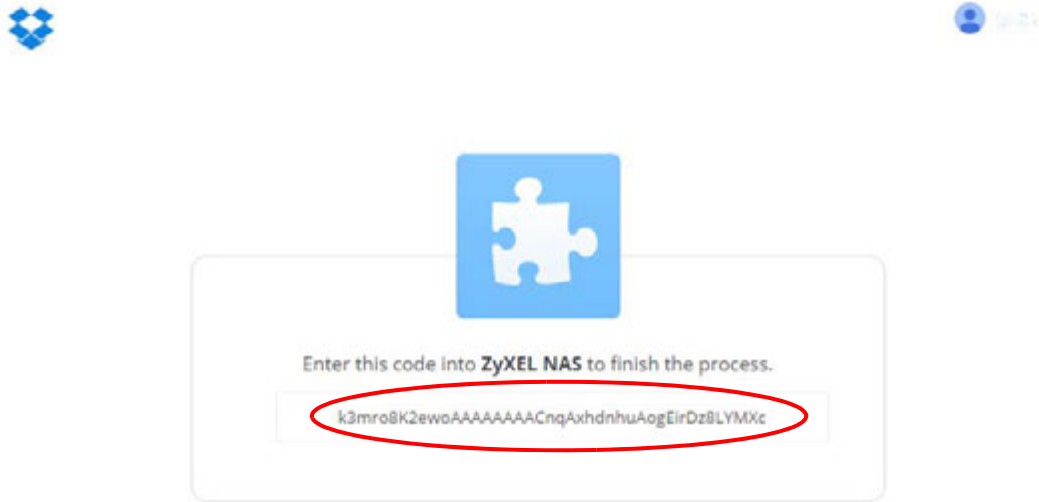 Enter this code into ZyXEL NAS to finish the process.
k3mro8K2ewoAAAAAAAACnqAxhdnhuAogEirDz8LYMXc